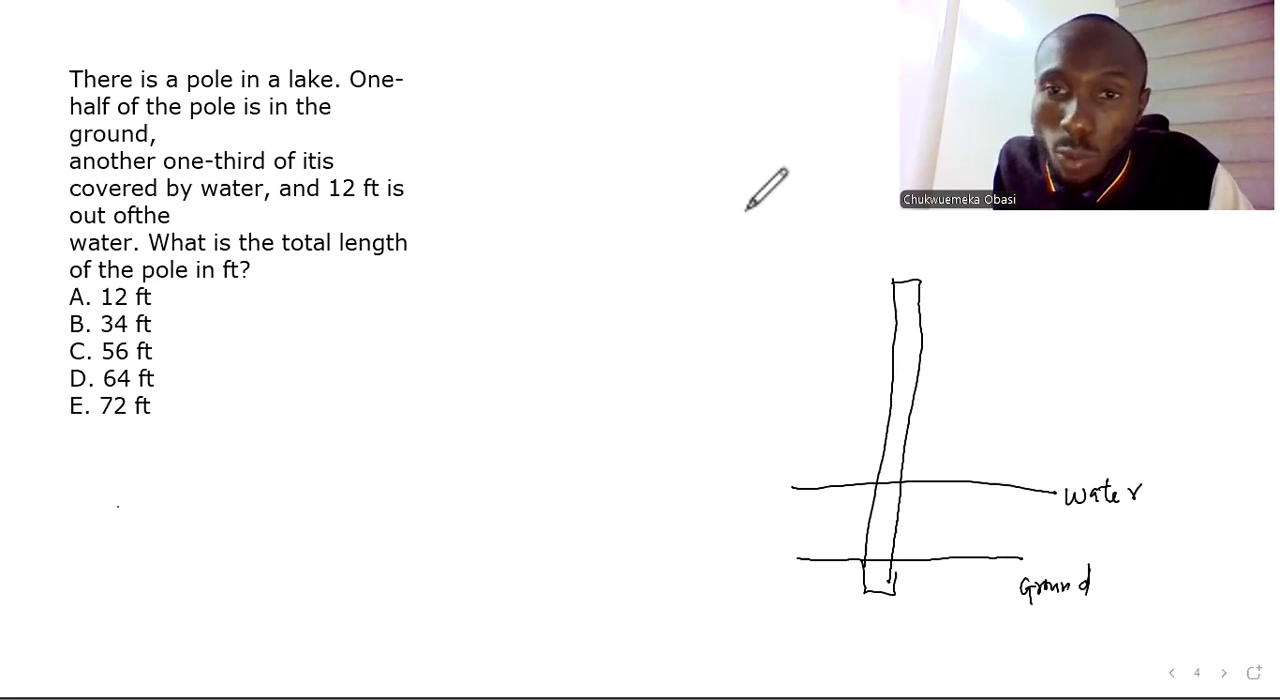 There is a pole in a lake. One-
half of the pole is in the
ground,
another one-third of itis
covered by water, and 12 ft is
out ofthe
water. What is the total length
of the pole in ft?
A. 12 ft
B. 34 ft
C. 56 ft
D. 64 ft
E. 72 ft
Chukwuemeka Obasi
Water
Ground
4